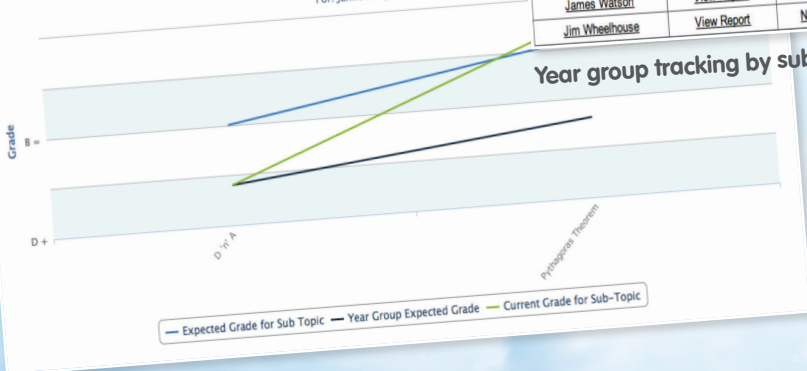 James Watson
Jim Wheelhouse View Report
Year group tracking by sub
Grade
B =
D +
D 'n' A
Pythagoras Theorem
Expected Grade for Sub Topic Year Group Expected Grade Current Grade for Sub-Topic